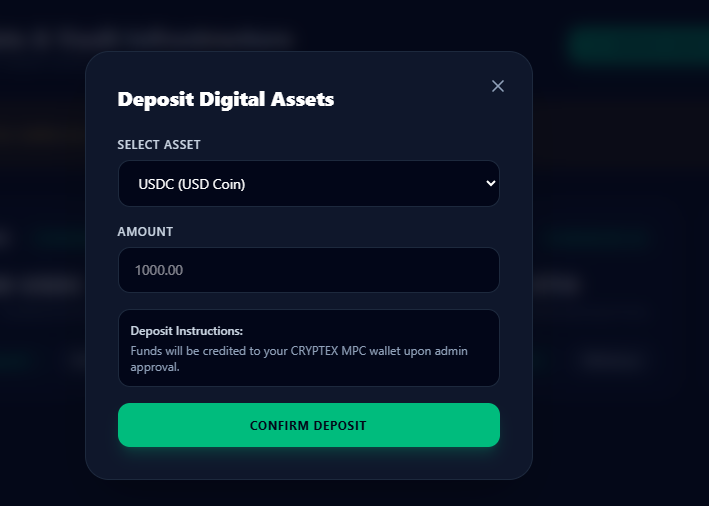 Deposit Digital Assets
SELECT ASSET
USDC (USD Coin)
AMOUNT
1000.00
Deposit Instructions:
Funds will be credited to your CRYPTEX MPC wallet upon admin
approval.
CONFIRM DEPOSIT